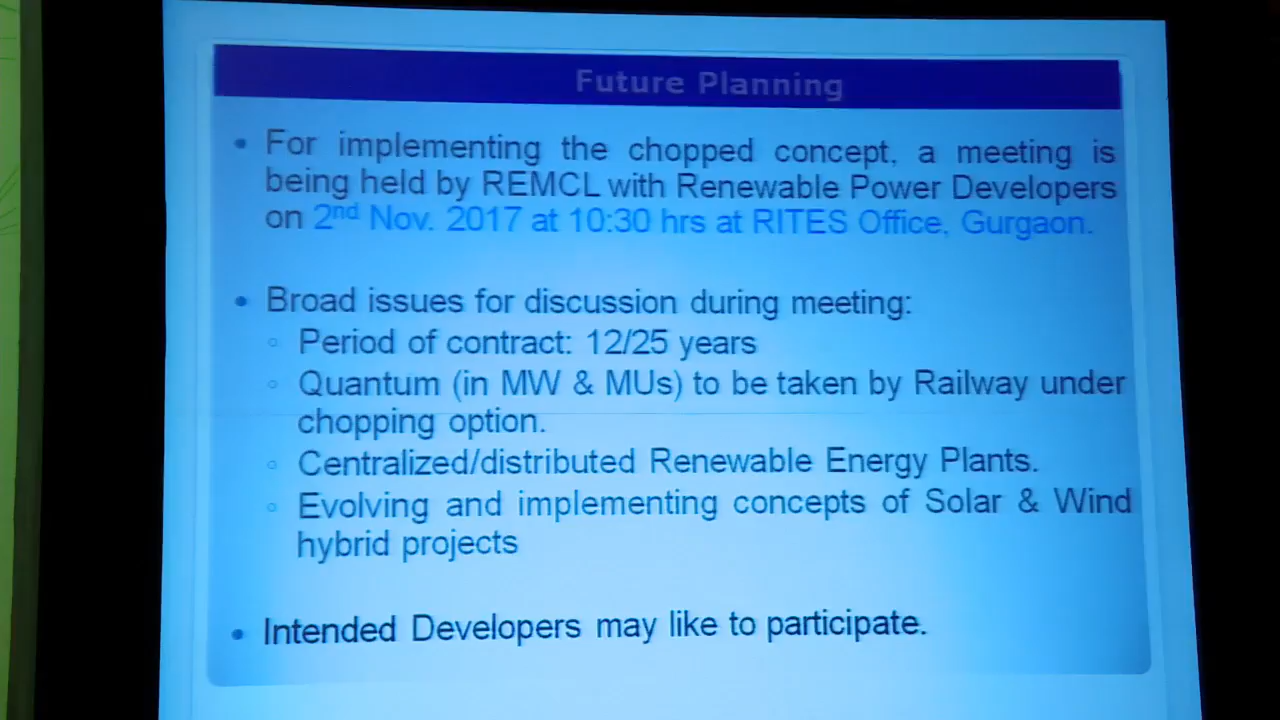 Future Planning
• For implementing the chopped concept, a meeting is
being held by REMCL with Renewable Power Developers
on 2nd Nov. 2017 at 10:30 hrs at RITES Office, Gurgaon.
• Broad issues for discussion during meeting:
◦ Period of contract: 12/25 years
◦ Quantum (in MW & MUs) to be taken by Railway under
chopping option.
◦ Centralized/distributed Renewable Energy Plants.
◦ Evolving and implementing concepts of Solar & Wind
hybrid projects
• Intended Developers may like to participate.